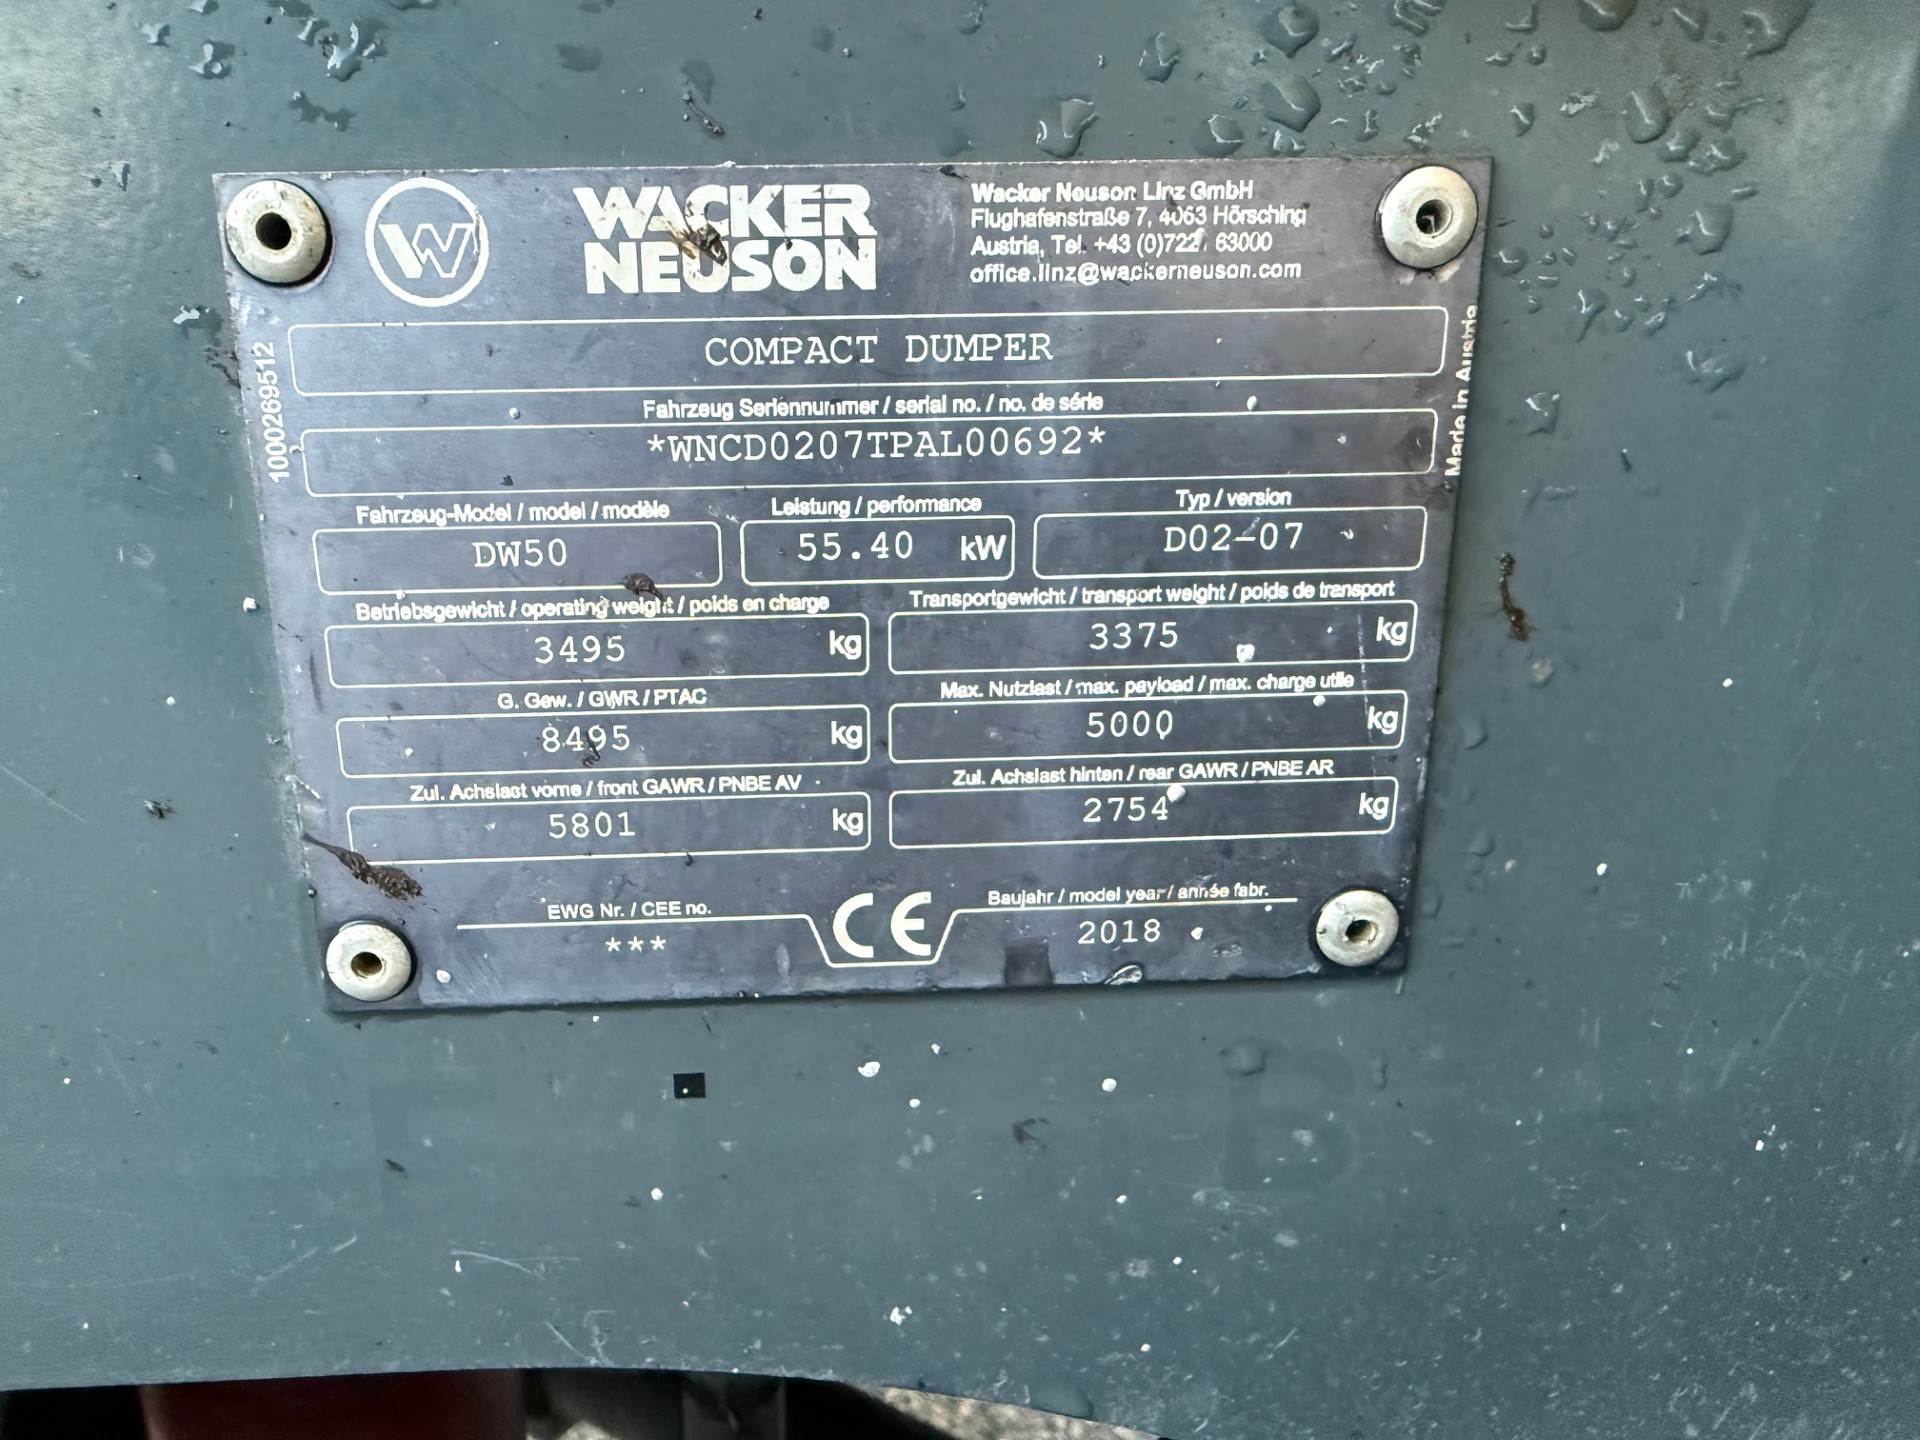 W
WACKER
NEUSON
Wacker Neuson Linz GmbH
Flughafenstraße 7, 4063 Hörsching
Austria, Tel. +43 (0)722 63000
office.linz@wackerneuson.com
1000269512
Made in Austria
COMPACT DUMPER
Fahrzeug Seriennummer / serial no. / no. de série
*WNCD0207TPAL00692*
Fahrzeug-Model / model / modèle
DW50
Leistung / performance
55.40 kW
Typ / version
D02-07
Betriebsgewicht / operating weight / poids en charge
3495 kg
Transportgewicht / transport weight / poids de transport
3375 kg
G. Gew. / GWR / PTAC
8495 kg
Max. Nutzlast / max. payload / max. charge utile
5000 kg
Zul. Achslast vorne / front GAWR / PNBE AV
5801 kg
Zul. Achslast hinten / rear GAWR / PNBE AR
2754 kg
EWG Nr. / CEE no.
***
CE
Baujahr / model year / année fabr.
2018